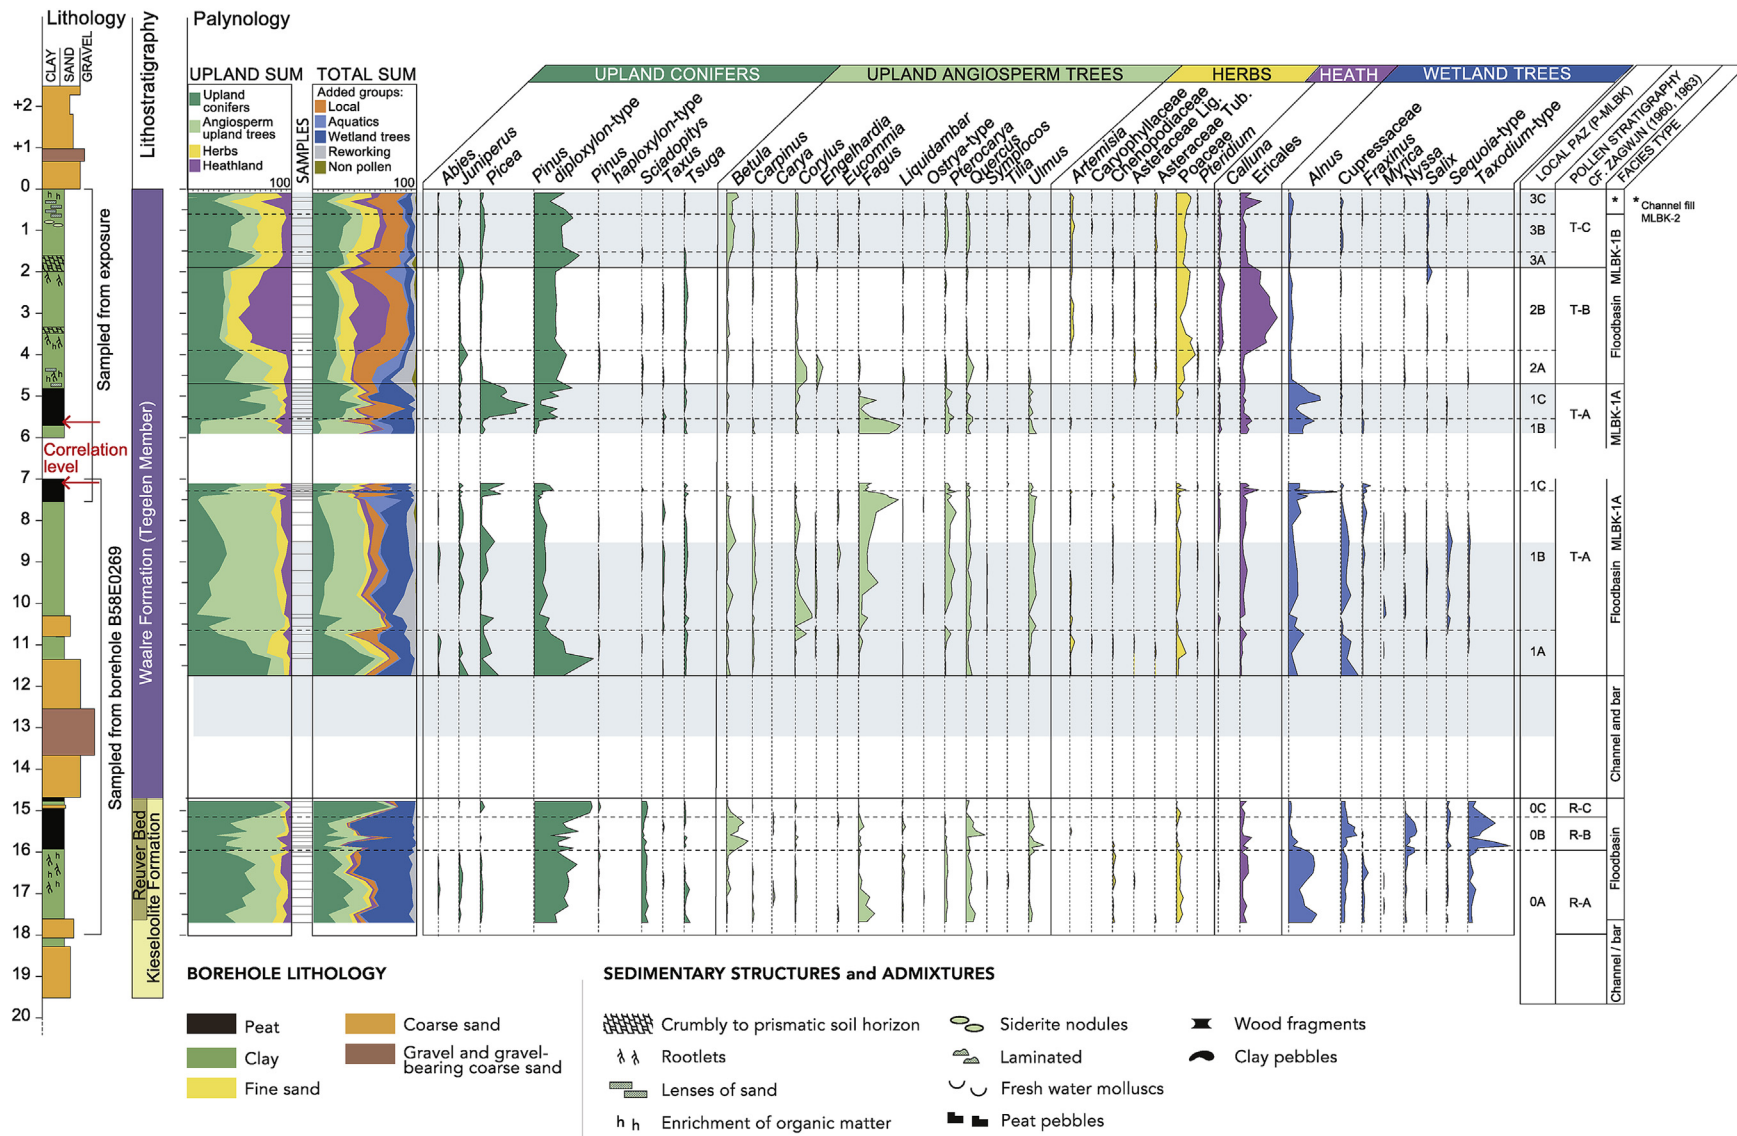 Lithology
CLAY
SAND
GRAVEL
Lithostratigraphy
Palynology
UPLAND SUM
Upland
conifers
Angiosperm
upland trees
Herbs
Heathland
100
SAMPLES
TOTAL SUM
Added groups:
Local
Aquatics
Wetland trees
Reworking
Non pollen
100
UPLAND CONIFERS
UPLAND ANGIOSPERM TREES
HERBS
HEATH
WETLAND TREES
Abies
Juniperus
Picea
Pinus
diploxylon-type
Pinus
haploxylon-type
Sciadopitys
Taxus
Tsuga
Betula
Carpinus
Carya
Corylus
Engelhardia
Eucommia
Fagus
Liquidambar
Ostrya-type
Pterocarya
Quercus
Symplocos
Tilia
Ulmus
Artemisia
Caryophyllaceae
Chenopodiaceae
Asteraceae Lig.
Asteraceae Tub.
Poaceae
Pteridium
Calluna
Ericales
Alnus
Cupressaceae
Fraxinus
Myrica
Nyssa
Salix
Sequoia-type
Taxodium-type
LOCAL PAZ (P-MLBK)
POLLEN STRATIGRAPHY
CF. ZAGWIJN (1960, 1963)
FACIES TYPE
+2
+1
0
1
2
3
4
5
6
7
8
9
10
11
12
13
14
15
16
17
18
19
20
Sampled from exposure
Correlation
level
Sampled from borehole B58E0269
Waalre Formation (Tegelen Member)
Reuver Bed
Kieseloolite Formation
3C
3B
3A
2B
2A
1C
1B
1C
1B
1A
0C
0B
0A
T-C
T-B
T-A
T-A
R-C
R-B
R-A
*
* Channel fill
MLBK-2
Floodbasin MLBK-1B
MLBK-1A
Floodbasin MLBK-1A
Channel and bar
Floodbasin
Channel / bar
BOREHOLE LITHOLOGY
Peat
Clay
Fine sand
Coarse sand
Gravel and gravel-
bearing coarse sand
SEDIMENTARY STRUCTURES and ADMIXTURES
Crumbly to prismatic soil horizon
Rootlets
Lenses of sand
h h Enrichment of organic matter
Siderite nodules
Laminated
Fresh water molluscs
Peat pebbles
Wood fragments
Clay pebbles